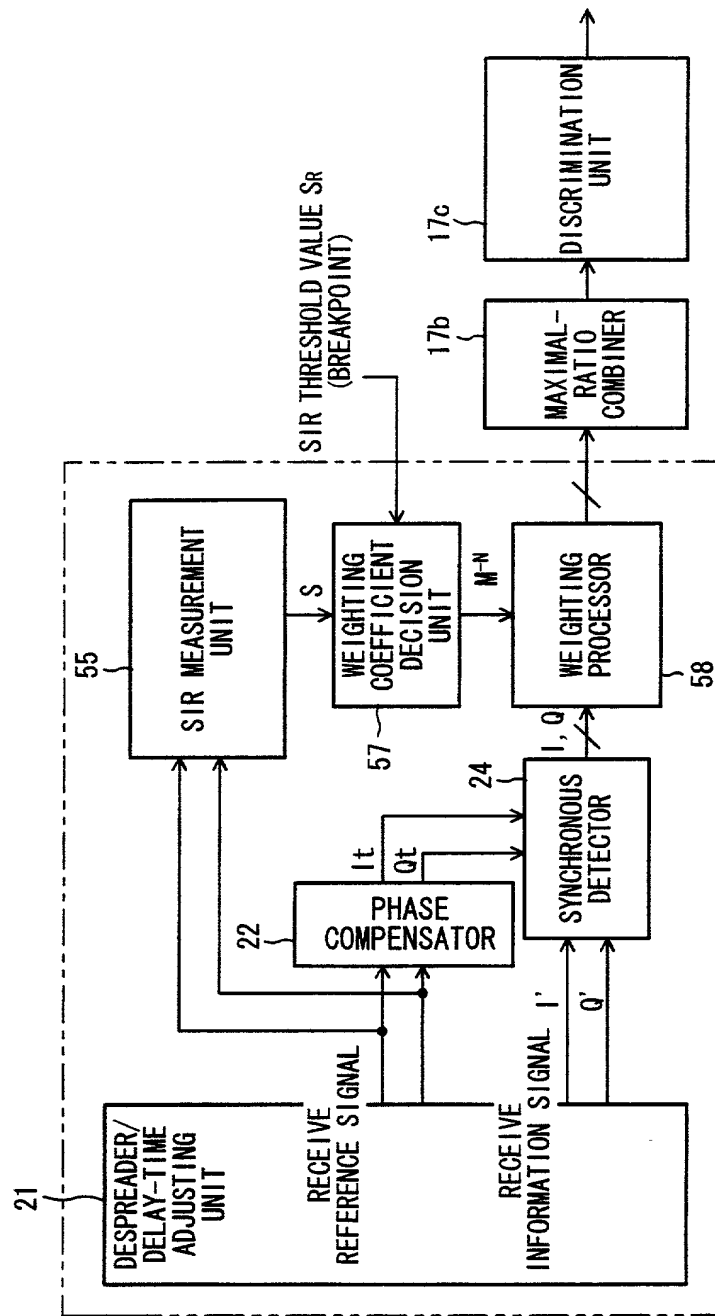 21
DESPREADER/
DELAY-TIME
ADJUSTING
UNIT
RECEIVE
REFERENCE SIGNAL
RECEIVE
INFORMATION SIGNAL
22
PHASE
COMPENSATOR
It
Qt
I'
Q'
55
SIR MEASUREMENT
UNIT
S
SIR THRESHOLD VALUE SR
(BREAKPOINT)
57
WEIGHTING
COEFFICIENT
DECISION
UNIT
M-N
24
SYNCHRONOUS
DETECTOR
I, Q
58
WEIGHTING
PROCESSOR
17b
MAXIMAL-
RATIO
COMBINER
17c
DISCRIMINATION
UNIT